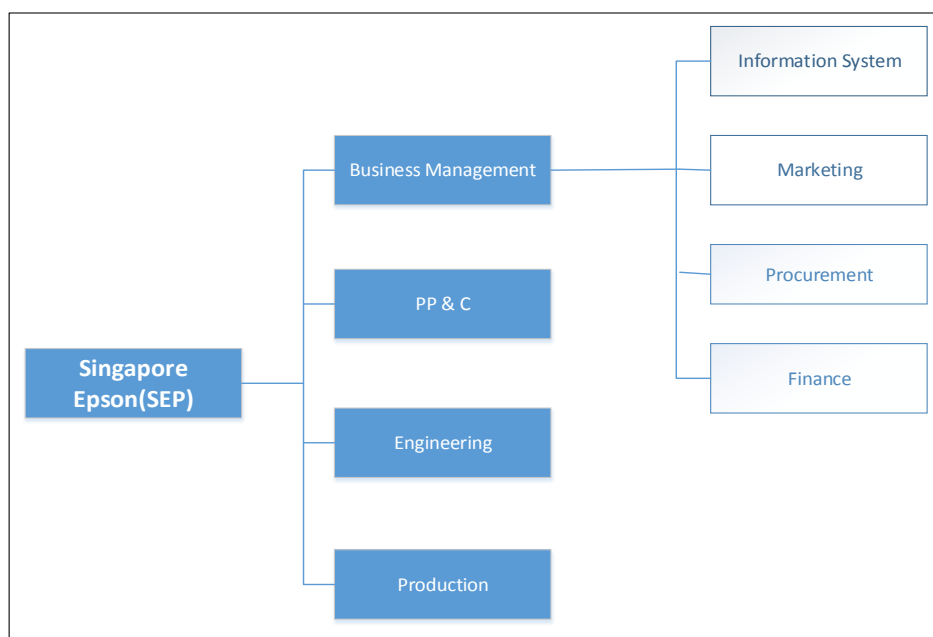 Information System
Business Management
Marketing
Procurement
PP & C
Singapore
Epson(SEP)
Finance
Engineering
Production